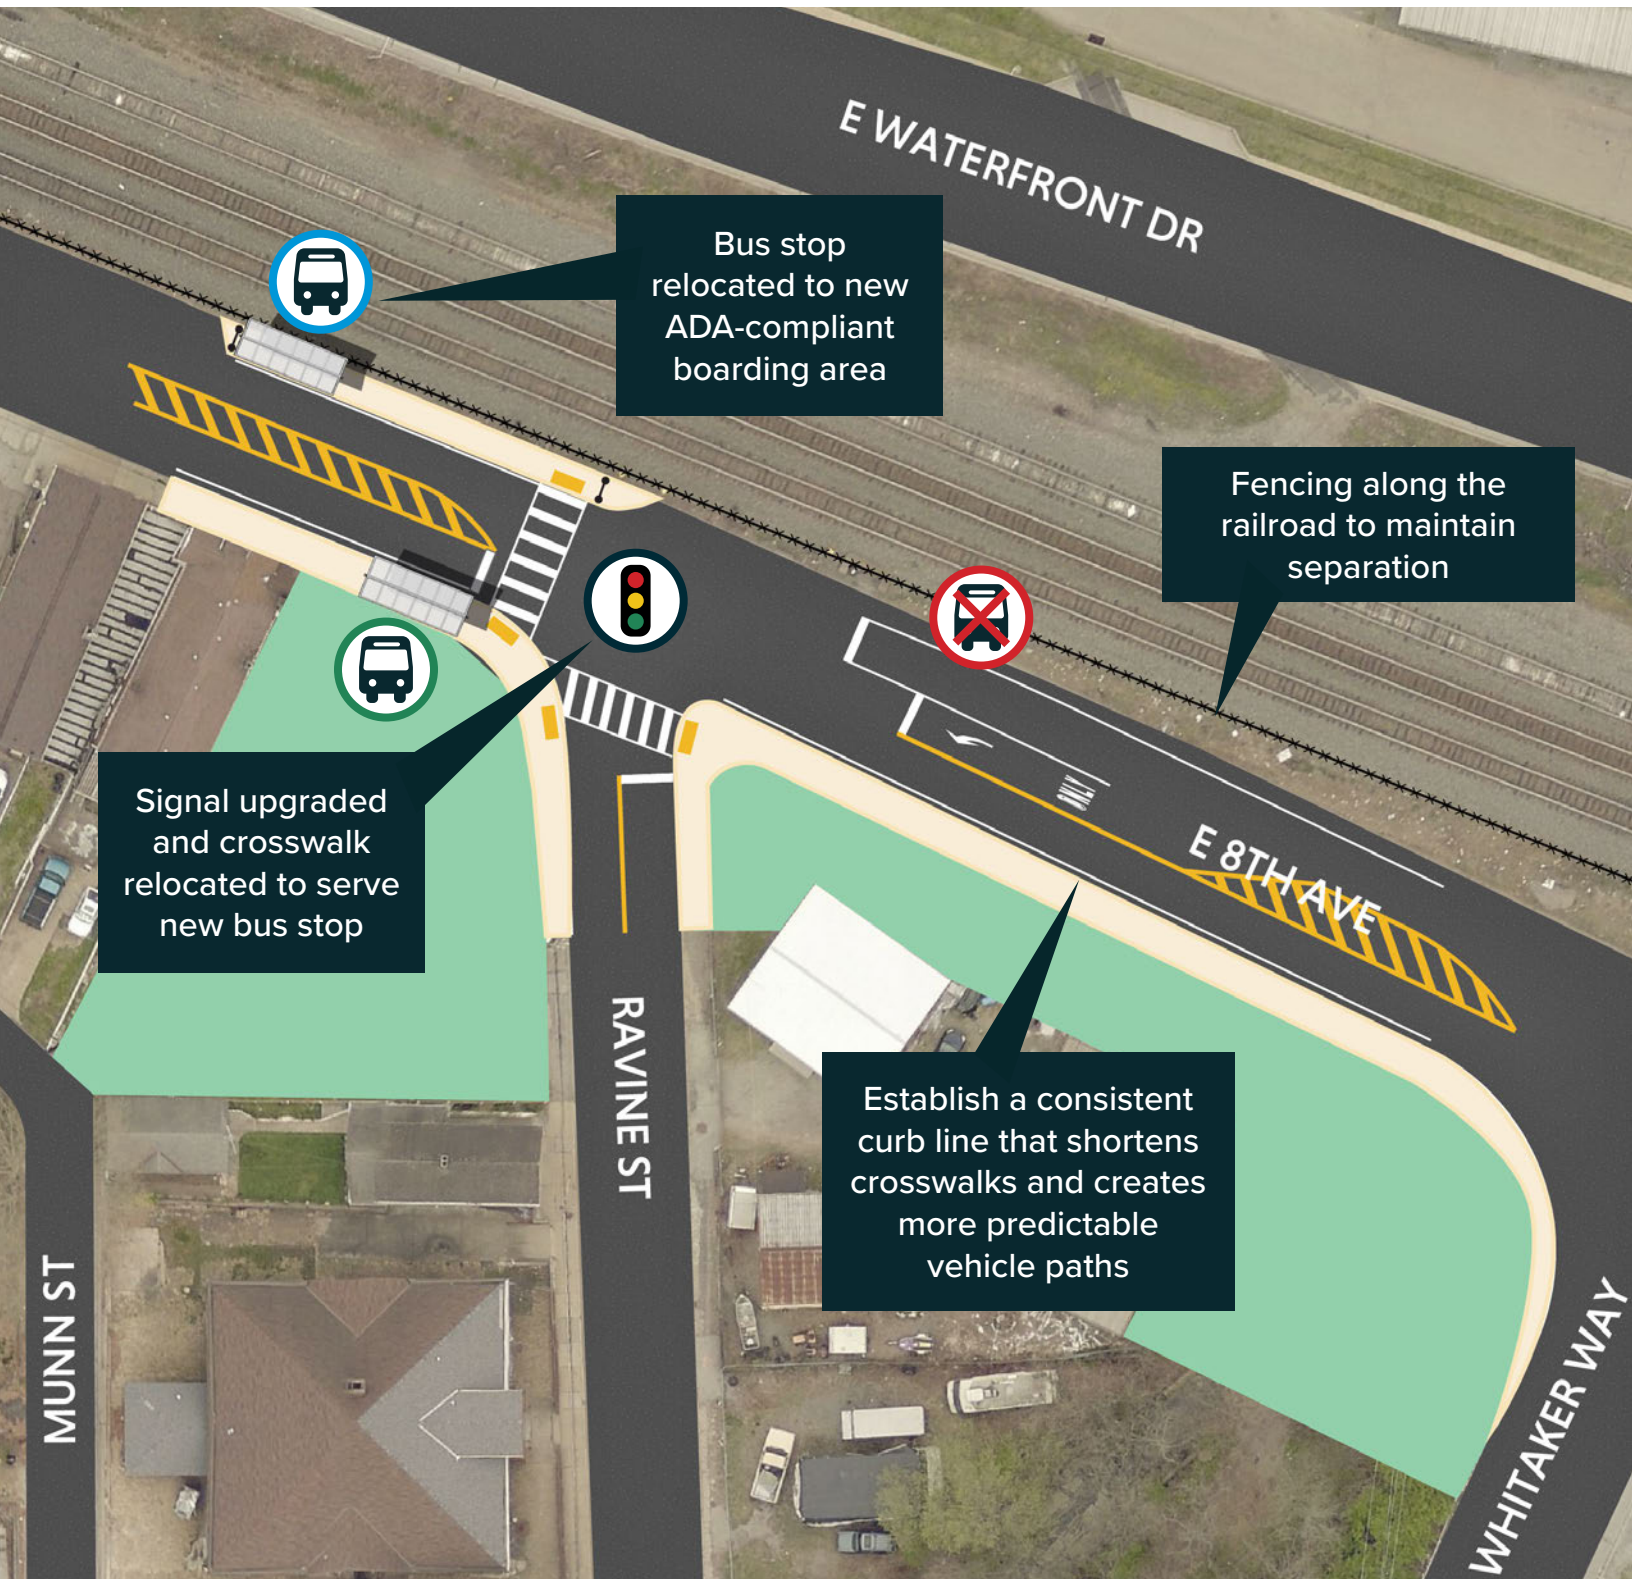 E WATERFRONT DR
Bus stop
relocated to new
ADA-compliant
boarding area
Fencing along the
railroad to maintain
separation
Signal upgraded
and crosswalk
relocated to serve
new bus stop
ONLY
E 8TH AVE
RAVINE ST
Establish a consistent
curb line that shortens
crosswalks and creates
more predictable
vehicle paths
MUNN ST
WHITAKER WAY